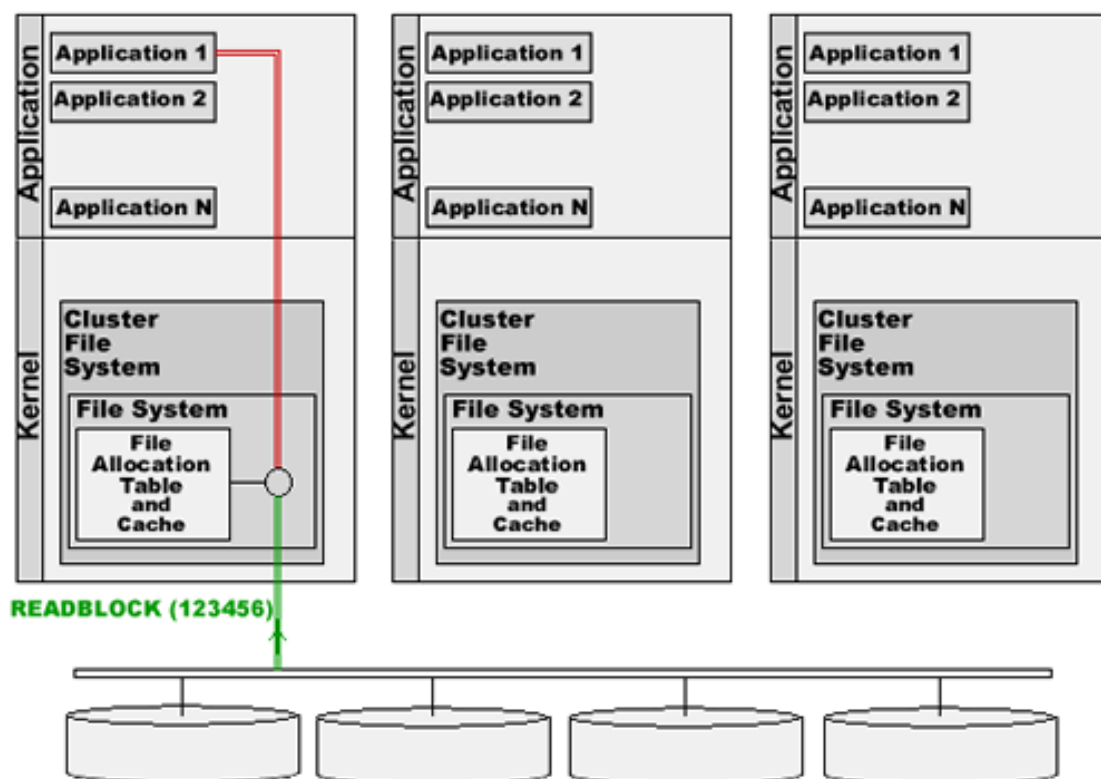 Application
Application 1
Application 2
Application N
Kernel
Cluster
File
System
File System
File
Allocation
Table
and
Cache
Application
Application 1
Application 2
Application N
Kernel
Cluster
File
System
File System
File
Allocation
Table
and
Cache
Application
Application 1
Application 2
Application N
Kernel
Cluster
File
System
File System
File
Allocation
Table
and
Cache
READBLOCK (123456)